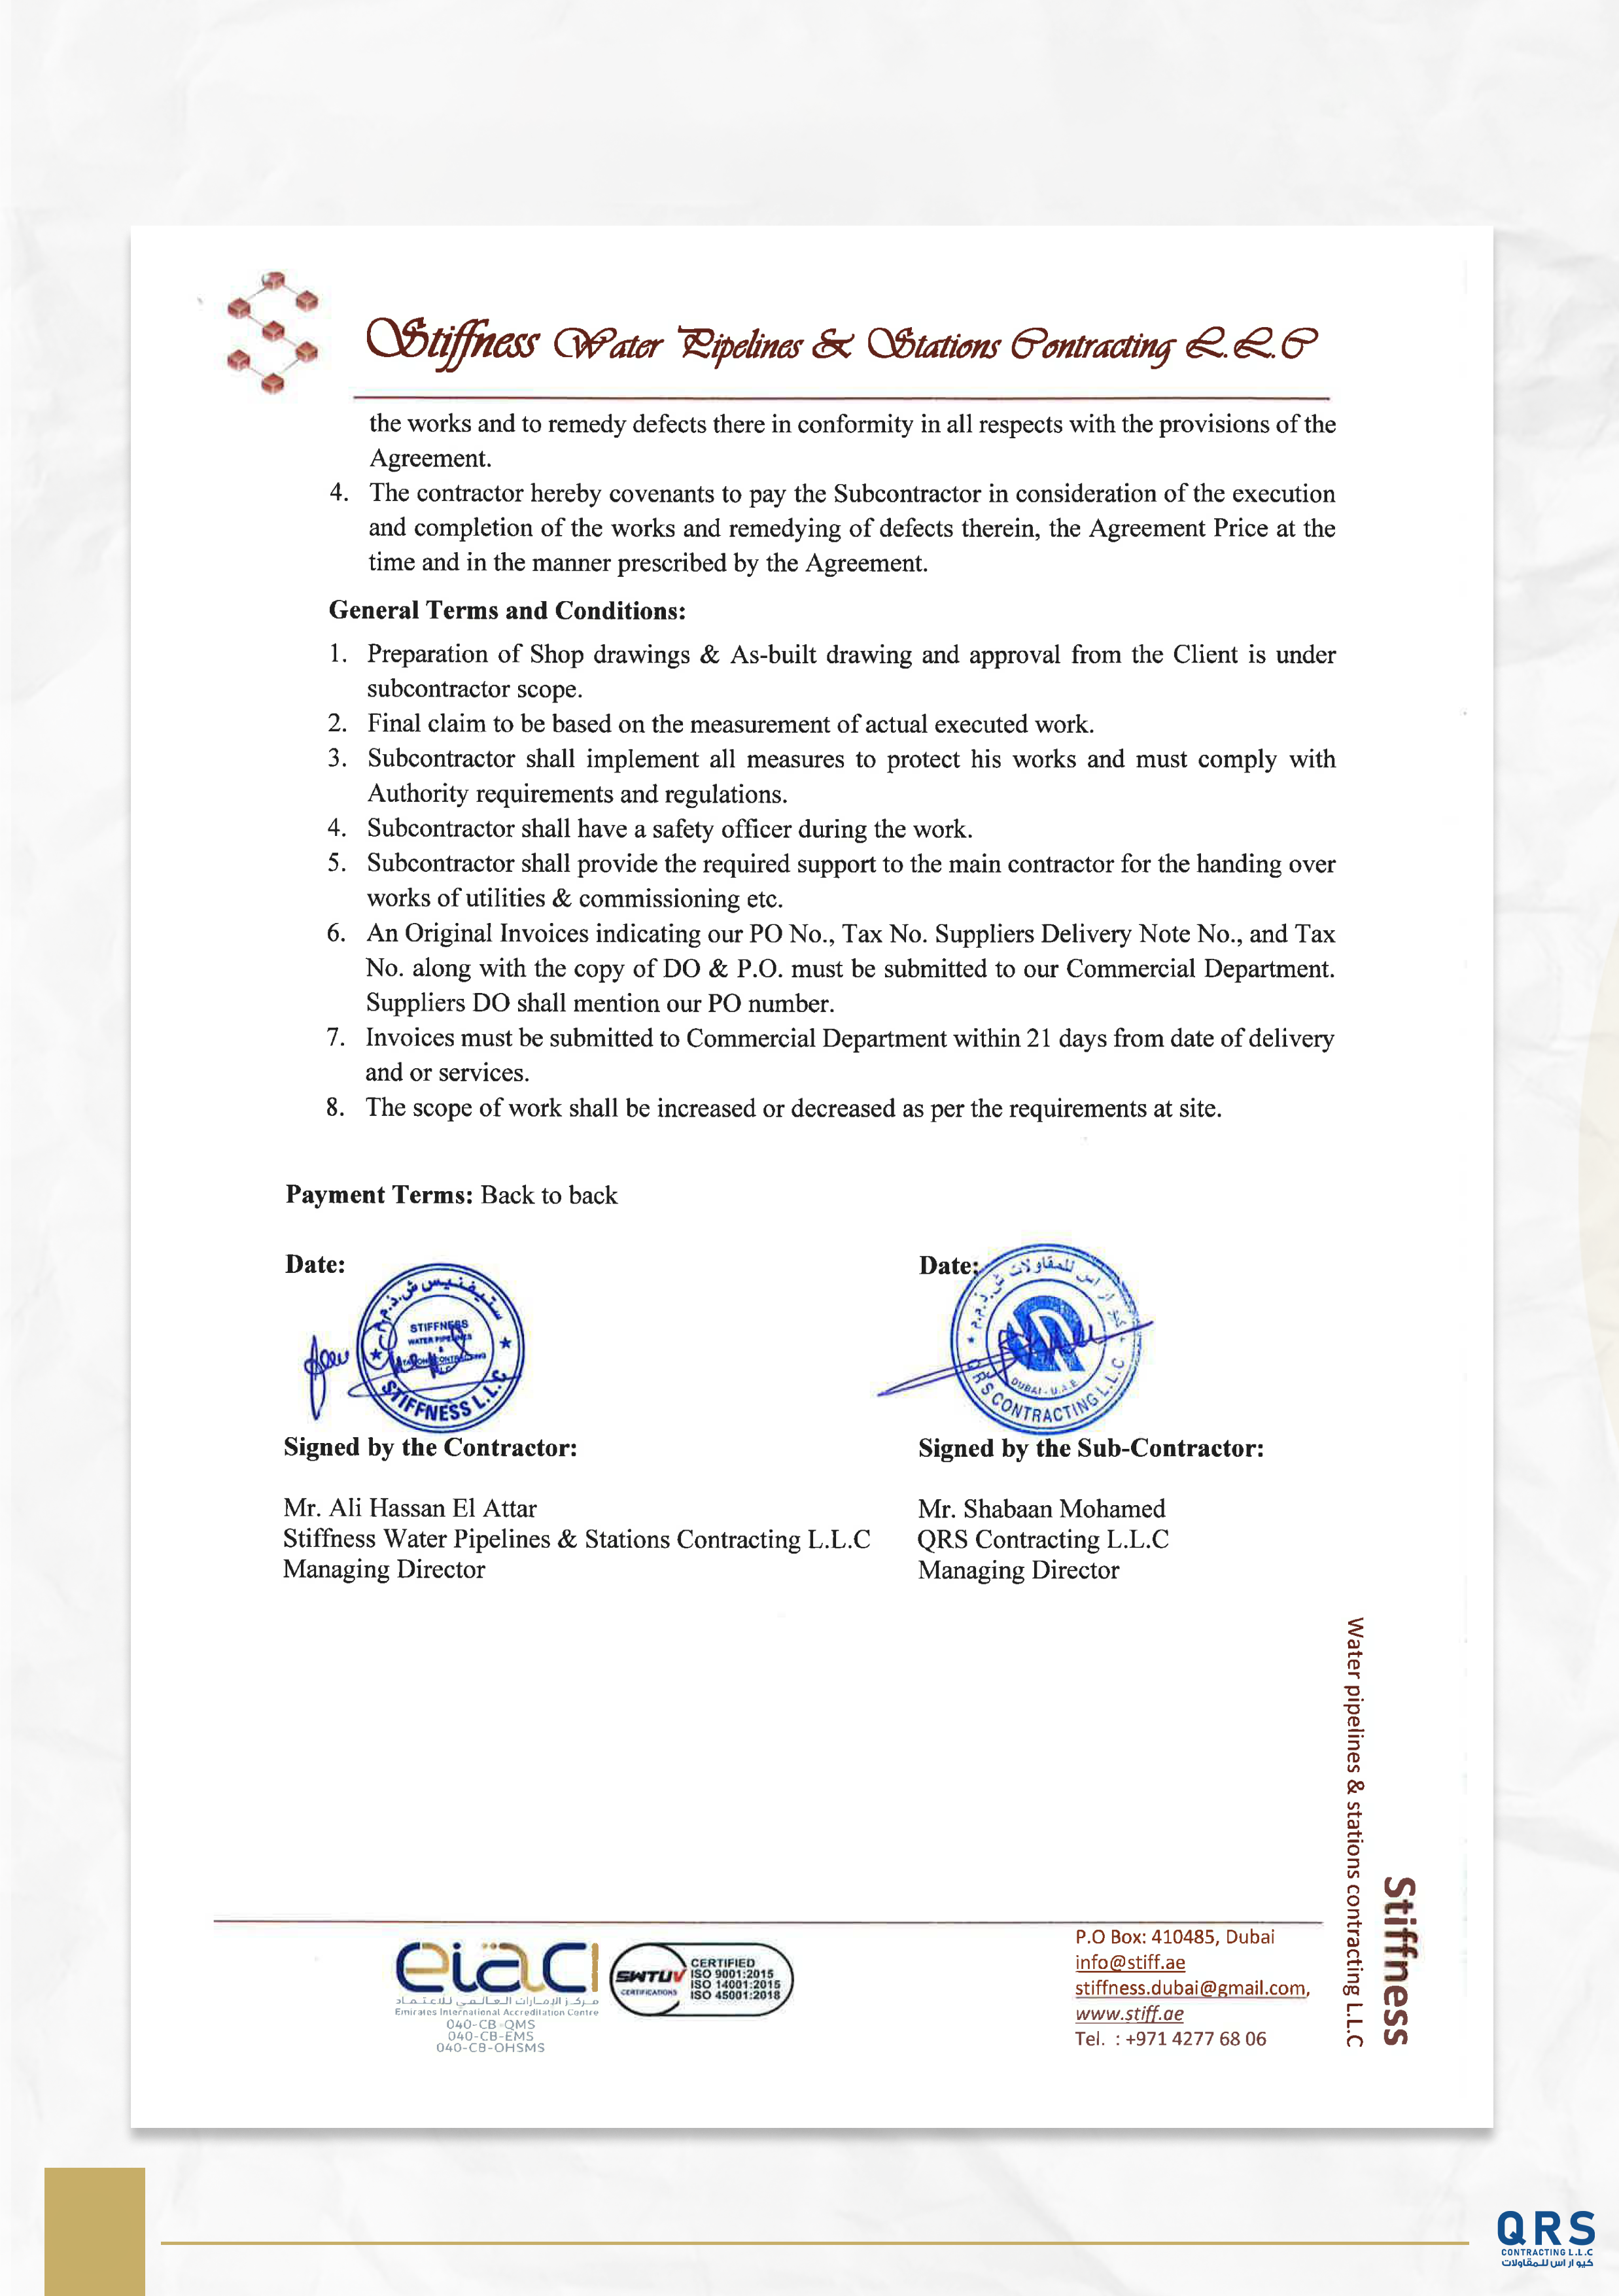 Stiffness Water Pipelines & Stations Contracting L.L.C
the works and to remedy defects there in conformity in all respects with the provisions of the
Agreement.
4. The contractor hereby covenants to pay the Subcontractor in consideration of the execution
and completion of the works and remedying of defects therein, the Agreement Price at the
time and in the manner prescribed by the Agreement.
General Terms and Conditions:
1. Preparation of Shop drawings & As-built drawing and approval from the Client is under
subcontractor scope.
2. Final claim to be based on the measurement of actual executed work.
3. Subcontractor shall implement all measures to protect his works and must comply with
Authority requirements and regulations.
4. Subcontractor shall have a safety officer during the work.
5. Subcontractor shall provide the required support to the main contractor for the handing over
works of utilities & commissioning etc.
6. An Original Invoices indicating our PO No., Tax No. Suppliers Delivery Note No., and Tax
No. along with the copy of DO & P.O. must be submitted to our Commercial Department.
Suppliers DO shall mention our PO number.
7. Invoices must be submitted to Commercial Department within 21 days from date of delivery
and or services.
8. The scope of work shall be increased or decreased as per the requirements at site.
Payment Terms: Back to back
Date:
ستيفنيس ش.ذ.م.م
STIFFNESS
WATER PIPELINES
&
STATIONS CONTRACTING
L.L.C
STIFFNESS L.L.C
Date:
كيو ار اس للمقاولات ش.ذ.م.م
DUBAI - U.A.E
QRS CONTRACTING L.L.C
Signed by the Contractor:
Signed by the Sub-Contractor:
Mr. Ali Hassan El Attar
Stiffness Water Pipelines & Stations Contracting L.L.C
Managing Director
Mr. Shabaan Mohamed
QRS Contracting L.L.C
Managing Director
Water pipelines & stations contracting L.L.C
Stiffness
eiac
مركز الإمارات العالمي للاعتماد
Emirates International Accreditation Centre
040-CB-QMS
040-CB-EMS
040-CB-OHSMS
SWTUV
CERTIFICATIONS
CERTIFIED
ISO 9001:2015
ISO 14001:2015
ISO 45001:2018
P.O Box: 410485, Dubai
info@stiff.ae
stiffness.dubai@gmail.com,
www.stiff.ae
Tel. : +971 4277 68 06
QRS
CONTRACTING L.L.C
كيو ار اس للمقاولات